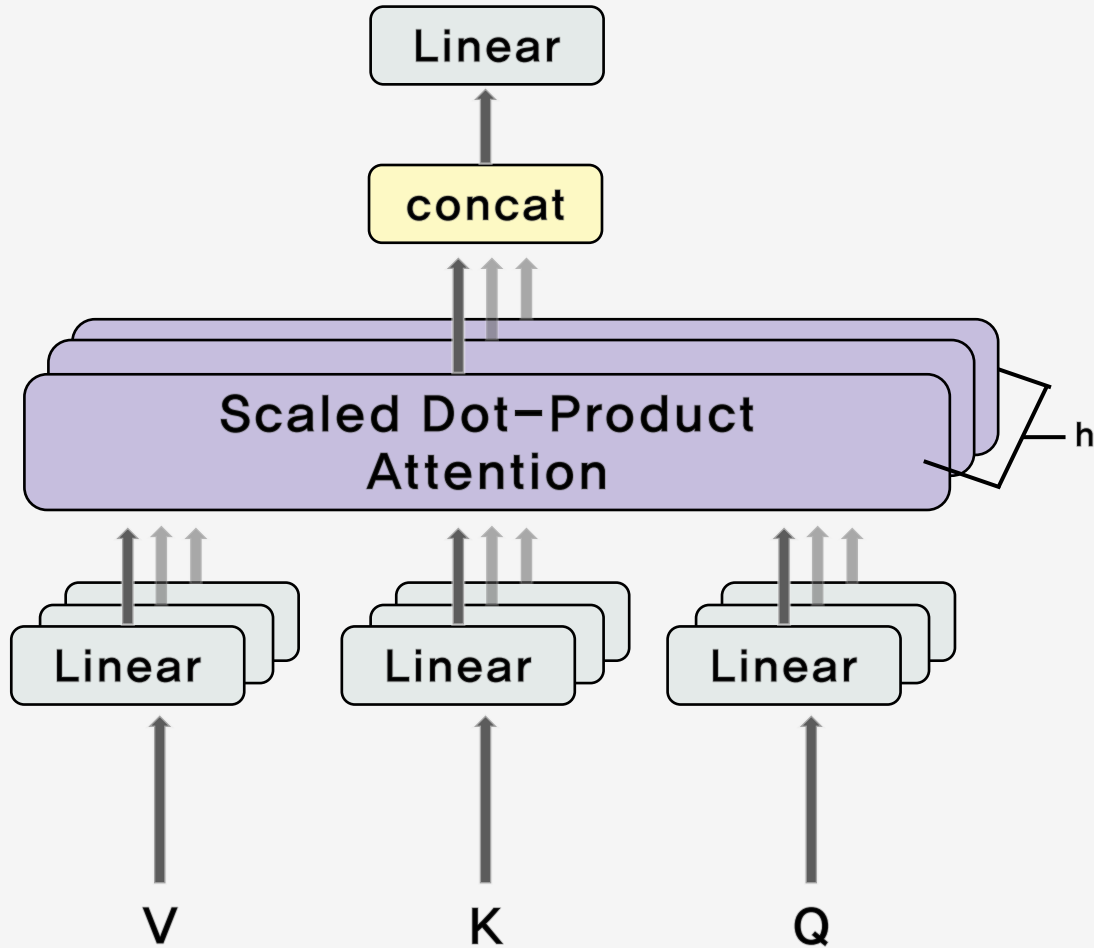 Linear
concat
Scaled Dot–Product
Attention
h
Linear
Linear
Linear
V
K
Q